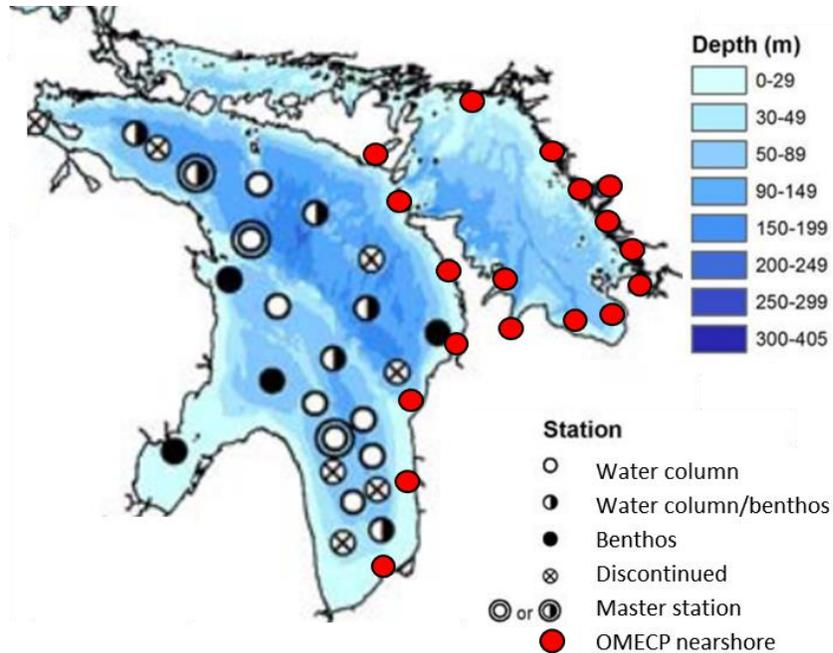 Depth (m)
0-29
30-49
50-89
90-149
150-199
200-249
250-299
300-405
Station
Water column
Water column/benthos
Benthos
Discontinued
or Master station
OMECP nearshore